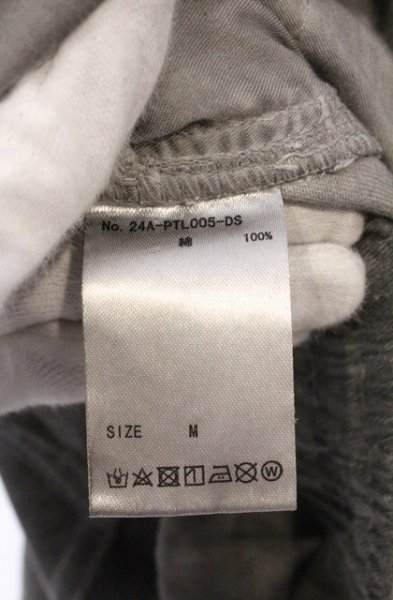 No. 24A-PTL005-DS
綿 100%
SIZE M
W